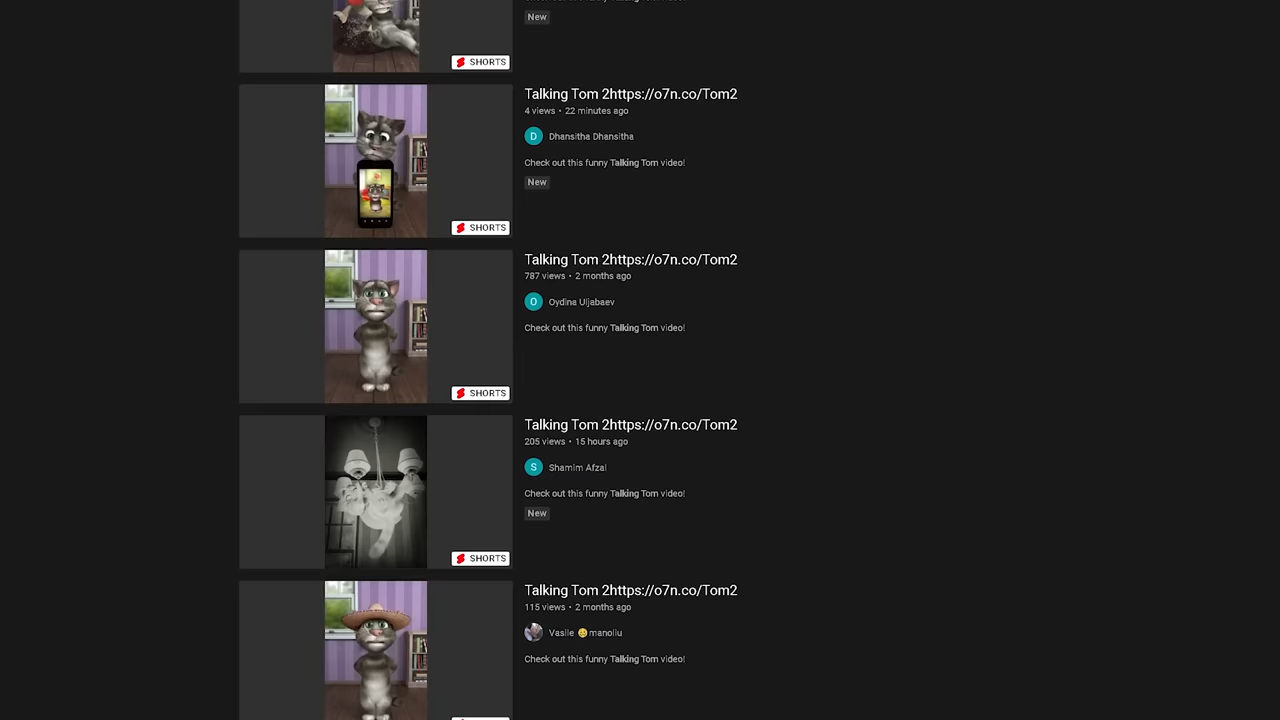 New
SHORTS
Talking Tom 2https://o7n.co/Tom2
4 views • 22 minutes ago
D Dhansitha Dhansitha
Check out this funny Talking Tom video!
New
SHORTS
Talking Tom 2https://o7n.co/Tom2
787 views • 2 months ago
O Oydina Uljabaev
Check out this funny Talking Tom video!
SHORTS
Talking Tom 2https://o7n.co/Tom2
205 views • 15 hours ago
S Shamim Afzal
Check out this funny Talking Tom video!
New
SHORTS
Talking Tom 2https://o7n.co/Tom2
115 views • 2 months ago
Vasile 😊manoliu
Check out this funny Talking Tom video!